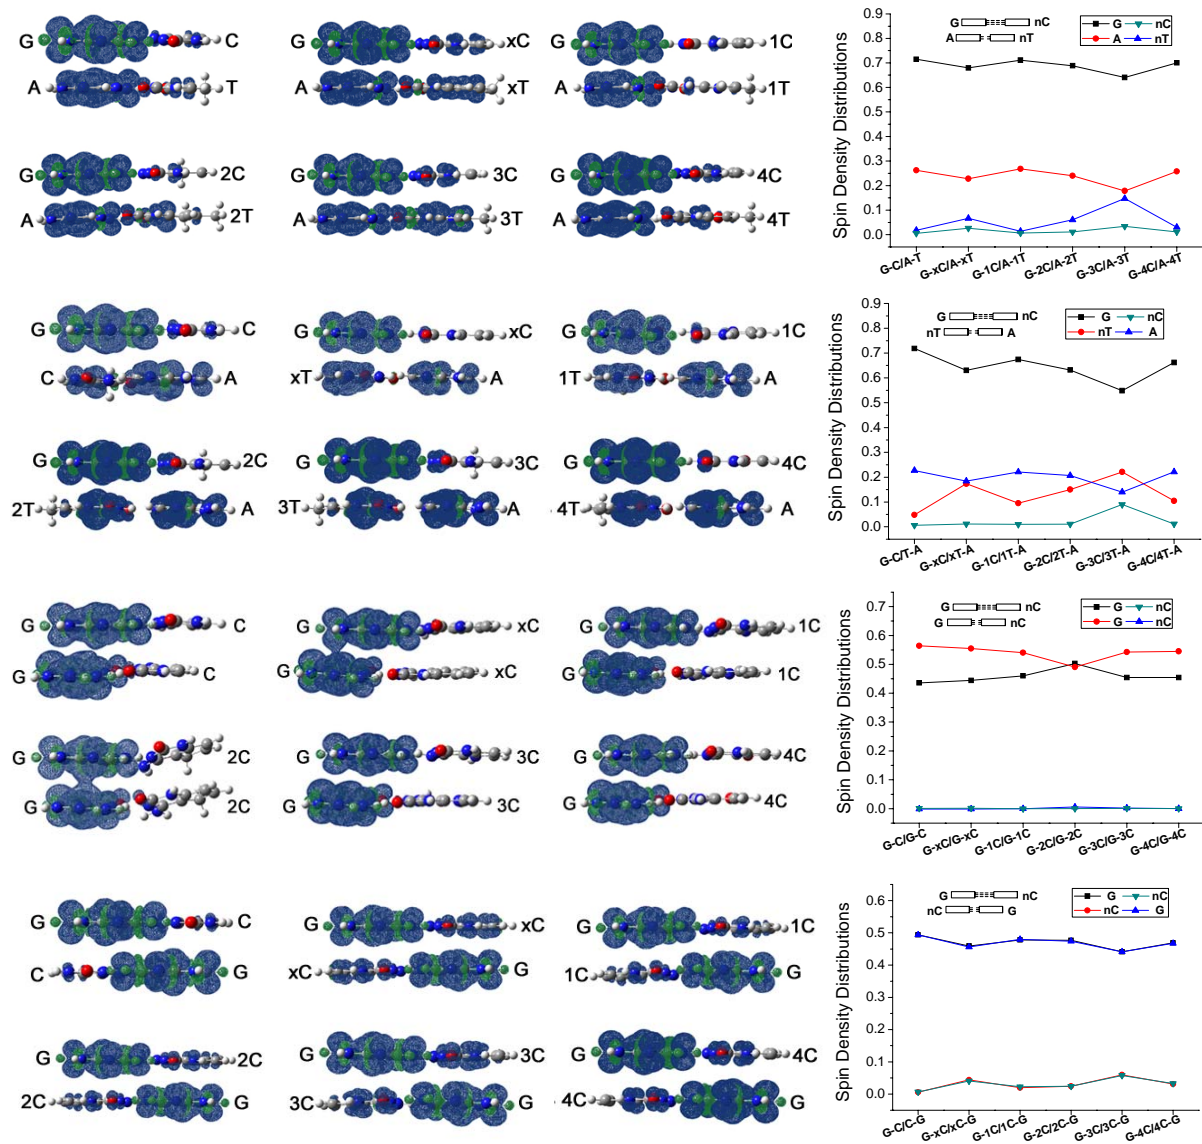 G C G xC G 1C
A T A xT A 1T
G 2C G 3C G 4C
A 2T A 3T A 4T
Spin Density Distributions
0.9
0.8
0.7
0.6
0.5
0.4
0.3
0.2
0.1
0.0
G nC
A nT
G nC
A nT
G-C/A-T G-xC/A-xT G-1C/A-1T G-2C/A-2T G-3C/A-3T G-4C/A-4T
G C G xC G 1C
C A xT A 1T A
G 2C G 3C G 4C
2T A 3T A 4T A
Spin Density Distributions
0.9
0.8
0.7
0.6
0.5
0.4
0.3
0.2
0.1
0.0
G nC
nT A
G nC
nT A
G-C/T-A G-xC/xT-A G-1C/1T-A G-2C/2T-A G-3C/3T-A G-4C/4T-A
G C G xC G 1C
G C G xC G 1C
G 2C G 3C G 4C
G 2C G 3C G 4C
Spin Density Distributions
0.7
0.6
0.5
0.4
0.3
0.2
0.1
0.0
G nC
G nC
G nC
G nC
G-C/G-C G-xC/G-xC G-1C/G-1C G-2C/G-2C G-3C/G-3C G-4C/G-4C
G C G xC G 1C
C G xC G 1C G
G 2C G 3C G 4C
2C G 3C G 4C G
Spin Density Distributions
0.6
0.5
0.4
0.3
0.2
0.1
0.0
G nC
nC G
G nC
nC G
G-C/C-G G-xC/xC-G G-1C/1C-G G-2C/2C-G G-3C/3C-G G-4C/4C-G